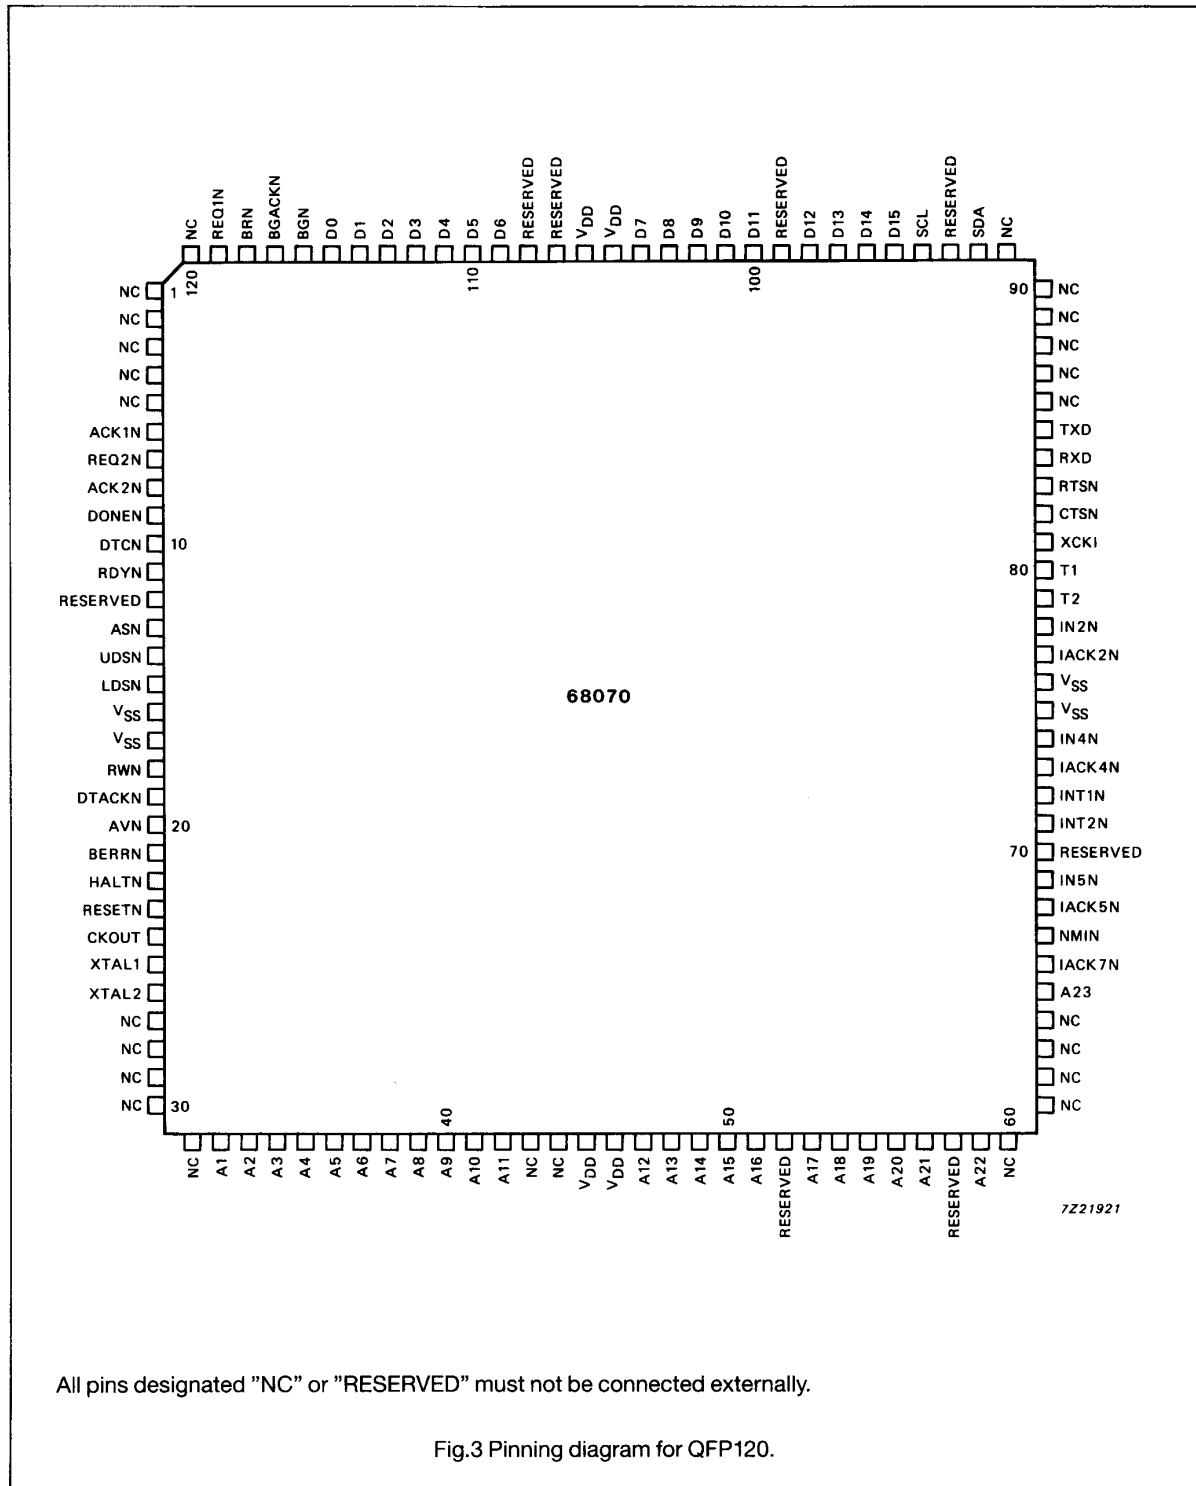 NC
REQ1N
BRN
BGACKN
BGN
D0
D1
D2
D3
D4
D5
D6
RESERVED
RESERVED
VDD
VDD
D7
D8
D9
D10
D11
RESERVED
D12
D13
D14
D15
SCL
RESERVED
SDA
NC
120
110
100
NC 1
NC
NC
NC
NC
ACK1N
REQ2N
ACK2N
DONEN
DTCN 10
RDYN
RESERVED
ASN
UDSN
LDSN
VSS
VSS
RWN
DTACKN
AVN 20
BERRN
HALTN
RESETN
CKOUT
XTAL1
XTAL2
NC
NC
NC
NC 30
68070
90 NC
NC
NC
NC
NC
TXD
RXD
RTSN
CTSN
XCKI
80 T1
T2
IN2N
IACK2N
VSS
VSS
IN4N
IACK4N
INT1N
INT2N
70 RESERVED
IN5N
IACK5N
NMIN
IACK7N
A23
NC
NC
NC
NC
40
50
60
NC
A1
A2
A3
A4
A5
A6
A7
A8
A9
A10
A11
NC
NC
VDD
VDD
A12
A13
A14
A15
A16
RESERVED
A17
A18
A19
A20
A21
RESERVED
A22
NC
7Z21921
All pins designated "NC" or "RESERVED" must not be connected externally.
Fig.3 Pinning diagram for QFP120.